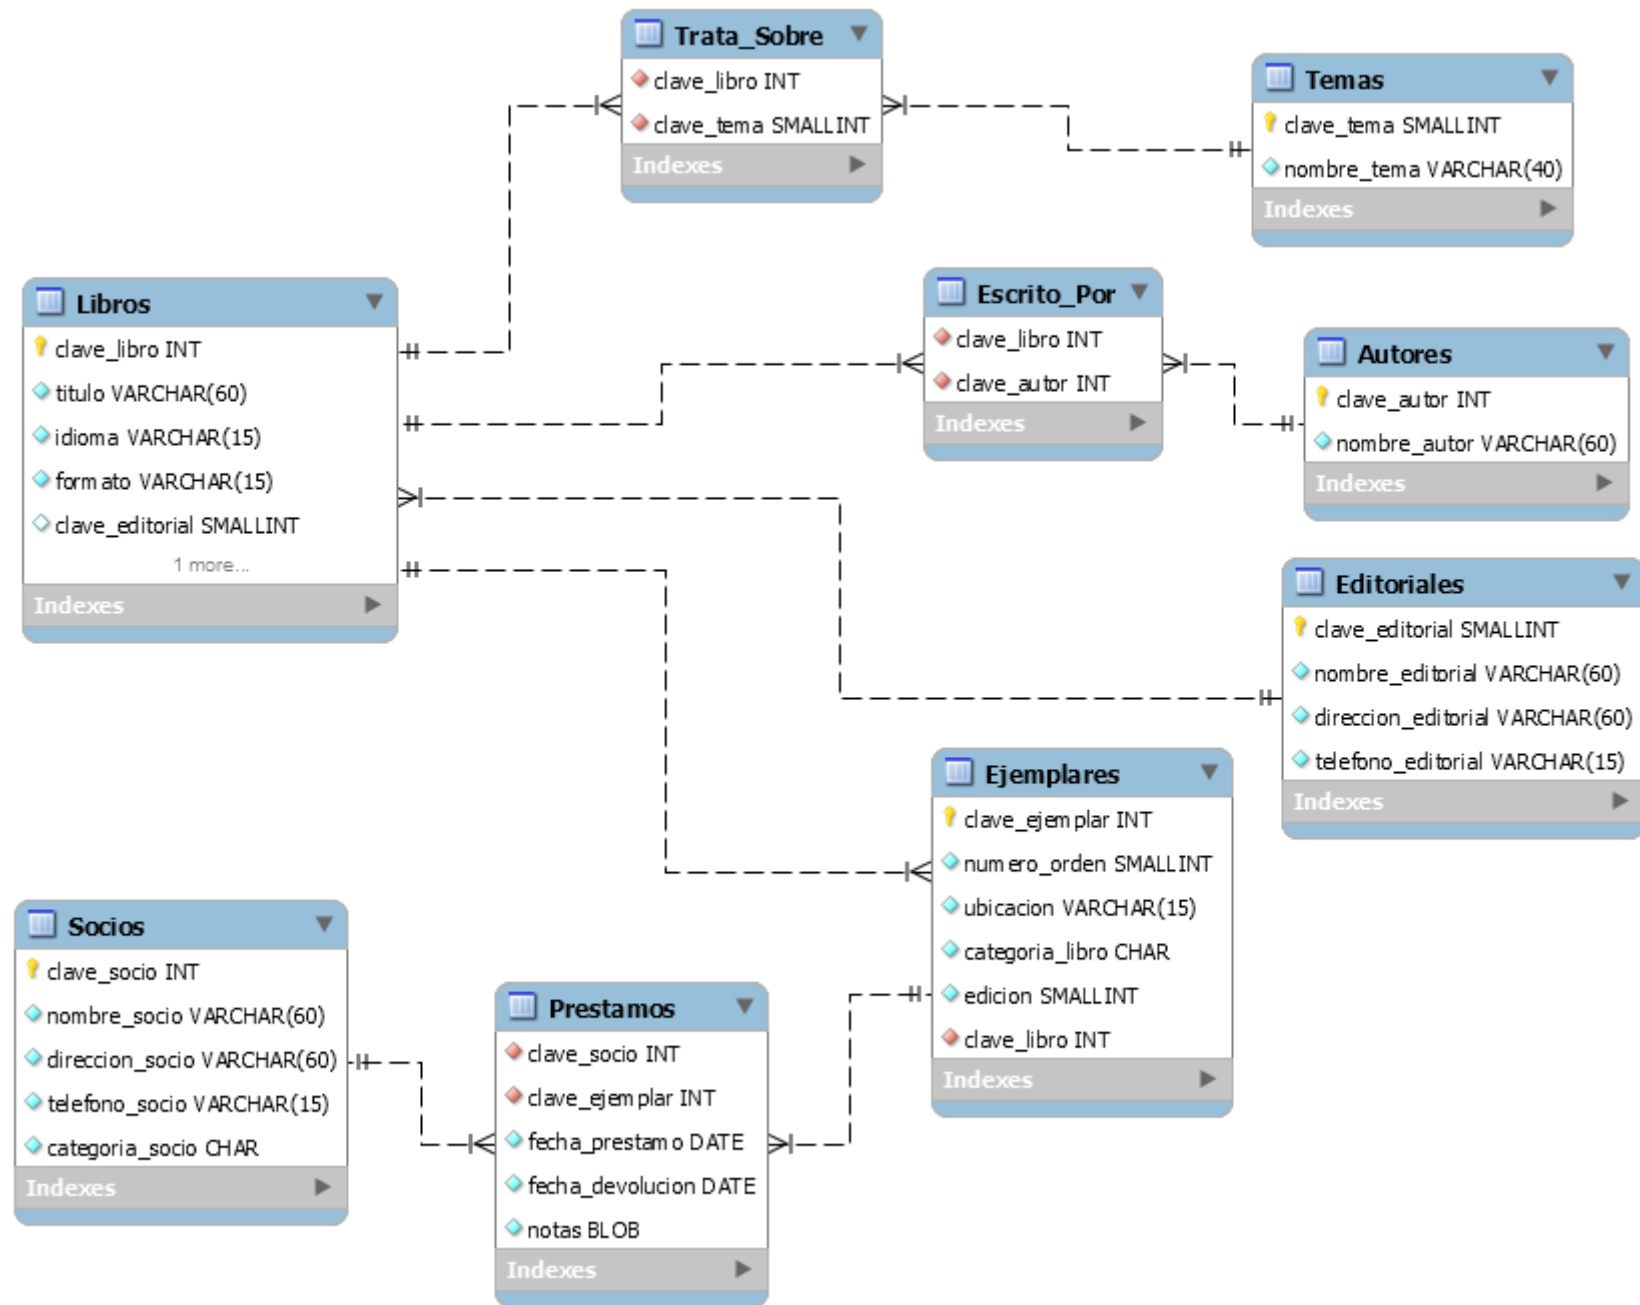 Trata_Sobre
clave_libro INT
clave_tema SMALLINT
Indexes
Temas
clave_tema SMALLINT
nombre_tema VARCHAR(40)
Indexes
Libros
clave_libro INT
titulo VARCHAR(60)
idioma VARCHAR(15)
formato VARCHAR(15)
clave_editorial SMALLINT
1 more...
Indexes
Escrito_Por
clave_libro INT
clave_autor INT
Indexes
Autores
clave_autor INT
nombre_autor VARCHAR(60)
Indexes
Editoriales
clave_editorial SMALLINT
nombre_editorial VARCHAR(60)
direccion_editorial VARCHAR(60)
telefono_editorial VARCHAR(15)
Indexes
Ejemplares
clave_ejemplar INT
numero_orden SMALLINT
ubicacion VARCHAR(15)
categoria_libro CHAR
edicion SMALLINT
clave_libro INT
Indexes
Socios
clave_socio INT
nombre_socio VARCHAR(60)
direccion_socio VARCHAR(60)
telefono_socio VARCHAR(15)
categoria_socio CHAR
Indexes
Prestamos
clave_socio INT
clave_ejemplar INT
fecha_prestamo DATE
fecha_devolucion DATE
notas BLOB
Indexes